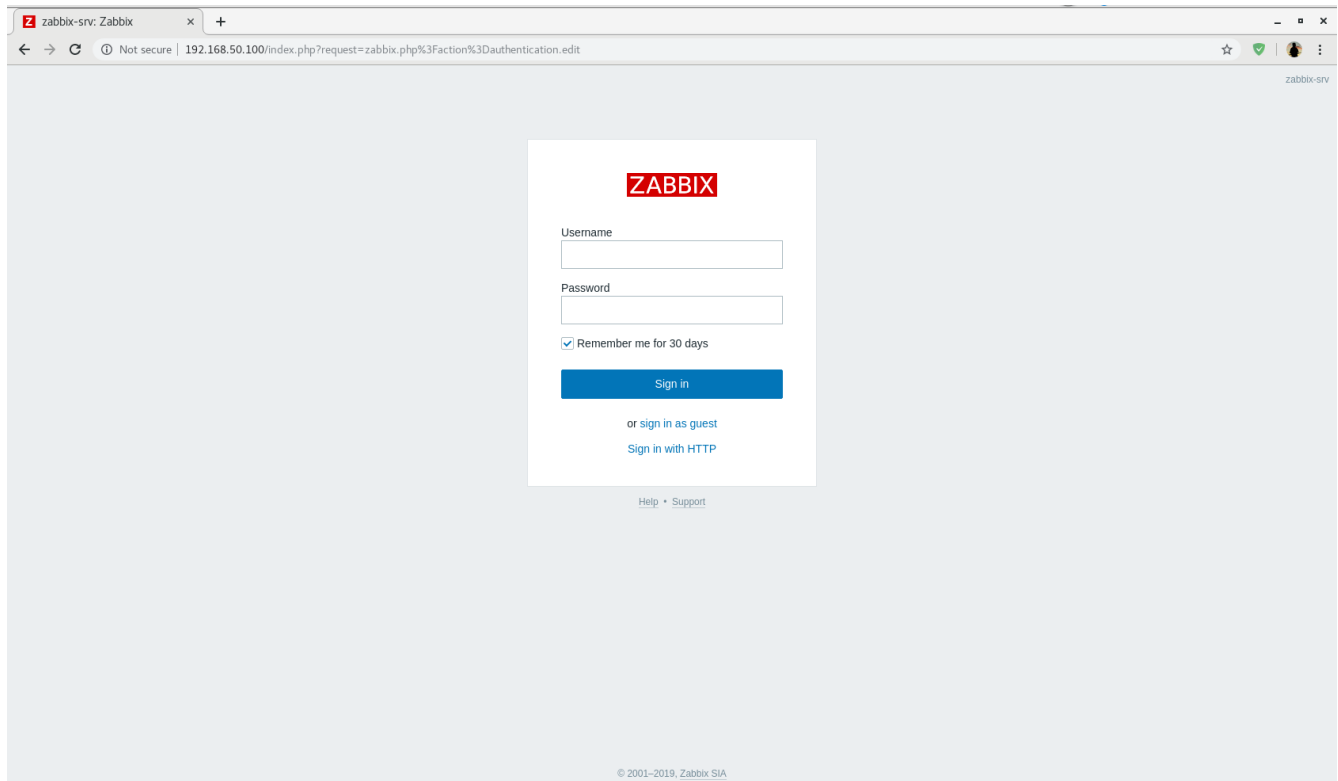 Z zabbix-srv: Zabbix
Not secure | 192.168.50.100/index.php?request=zabbix.php%3Faction%3Dauthentication.edit
zabbix-srv
ZABBIX
Username
Password
Remember me for 30 days
Sign in
or sign in as guest
Sign in with HTTP
Help • Support
© 2001–2019, Zabbix SIA